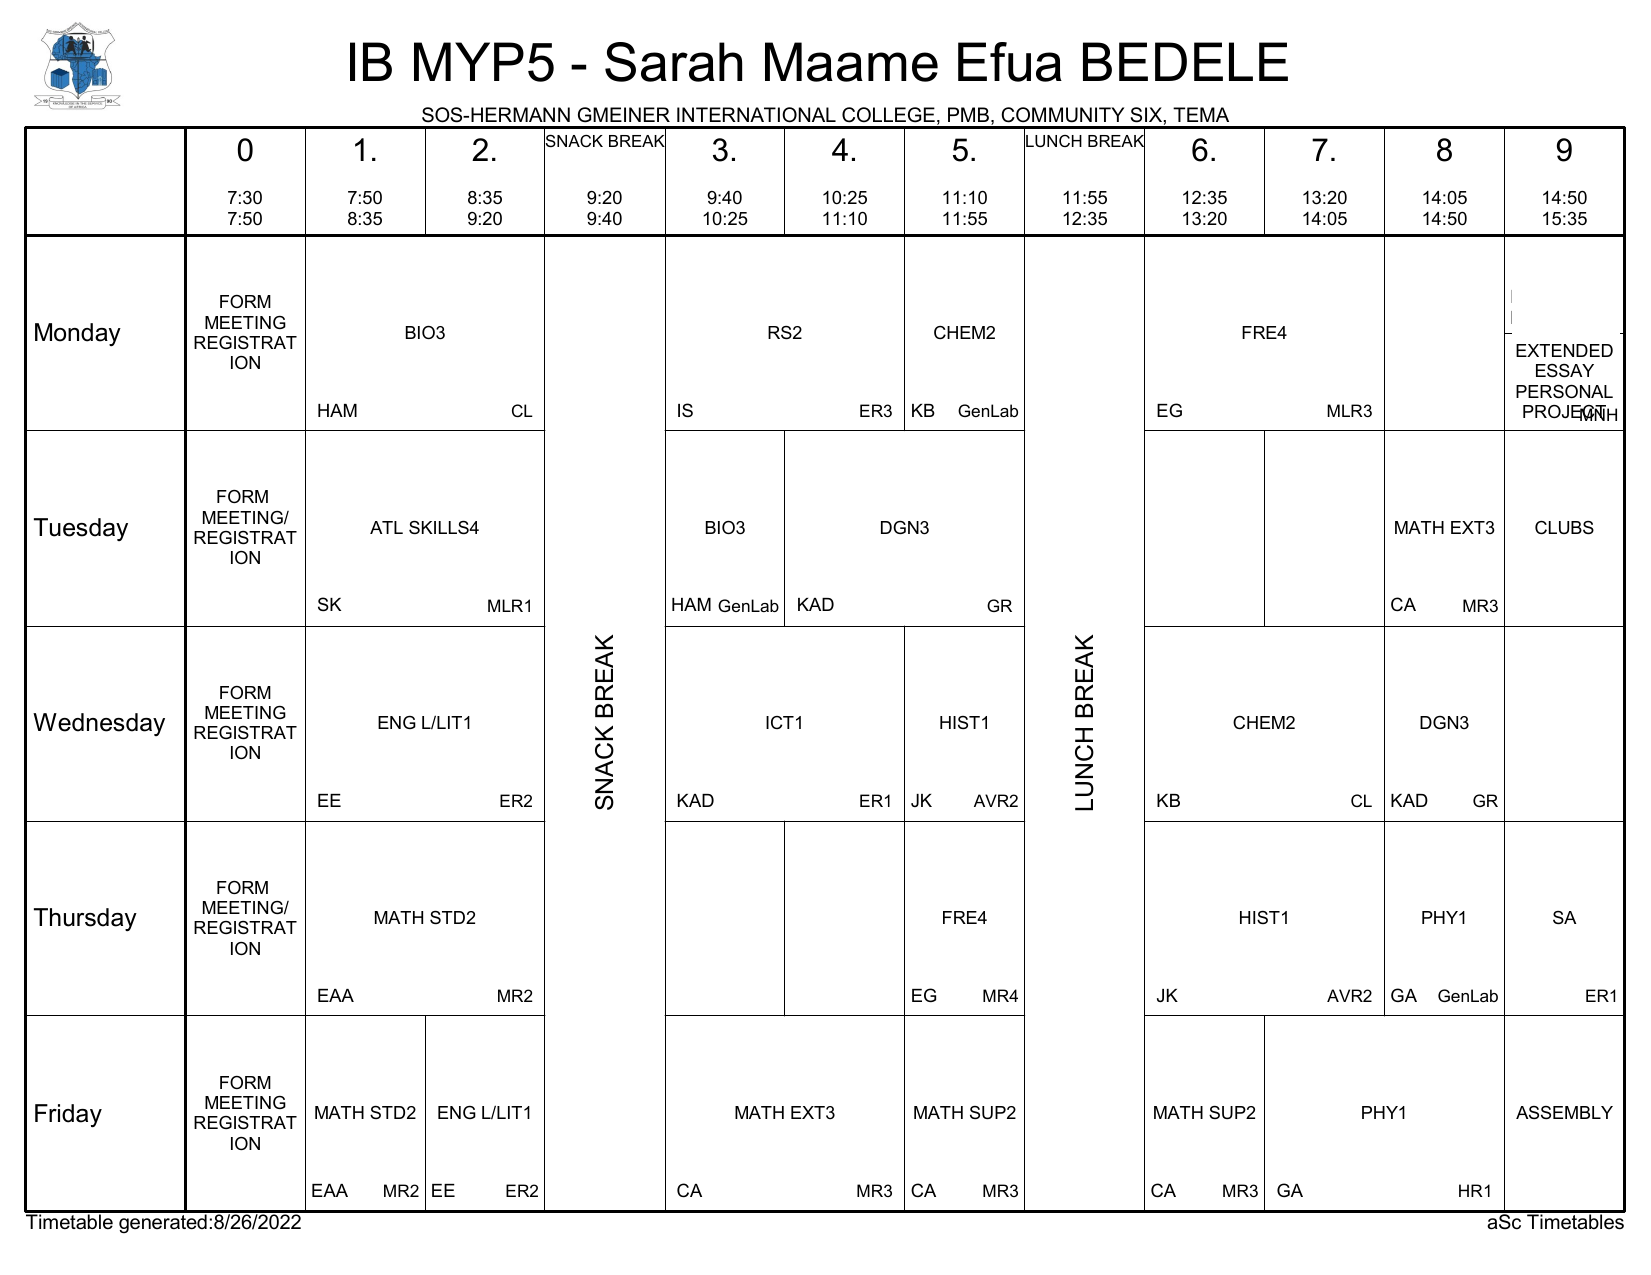 IB MYP5 - Sarah Maame Efua BEDELE
SOS-HERMANN GMEINER INTERNATIONAL COLLEGE, PMB, COMMUNITY SIX, TEMA
0 1. 2. SNACK BREAK 3. 4. 5. LUNCH BREAK 6. 7. 8 9
7:30 7:50 8:35 9:20 9:40 10:25 11:10 11:55 12:35 13:20 14:05 14:50
7:50 8:35 9:20 9:40 10:25 11:10 11:55 12:35 13:20 14:05 14:50 15:35
Monday
FORM
MEETING
REGISTRAT
ION
BIO3
HAM CL
RS2
IS ER3
CHEM2
KB GenLab
FRE4
EG MLR3
EXTENDED
ESSAY
PERSONAL
PROJECT
MNH
Tuesday
FORM
MEETING/
REGISTRAT
ION
ATL SKILLS4
SK MLR1
BIO3
HAM GenLab
DGN3
KAD GR
MATH EXT3
CA MR3
CLUBS
SNACK BREAK
LUNCH BREAK
Wednesday
FORM
MEETING
REGISTRAT
ION
ENG L/LIT1
EE ER2
ICT1
KAD ER1
HIST1
JK AVR2
CHEM2
KB CL
DGN3
KAD GR
Thursday
FORM
MEETING/
REGISTRAT
ION
MATH STD2
EAA MR2
FRE4
EG MR4
HIST1
JK AVR2
PHY1
GA GenLab
SA
ER1
Friday
FORM
MEETING
REGISTRAT
ION
MATH STD2
EAA MR2
ENG L/LIT1
EE ER2
MATH EXT3
CA MR3
MATH SUP2
CA MR3
MATH SUP2
CA MR3
PHY1
GA HR1
ASSEMBLY
Timetable generated:8/26/2022
aSc Timetables